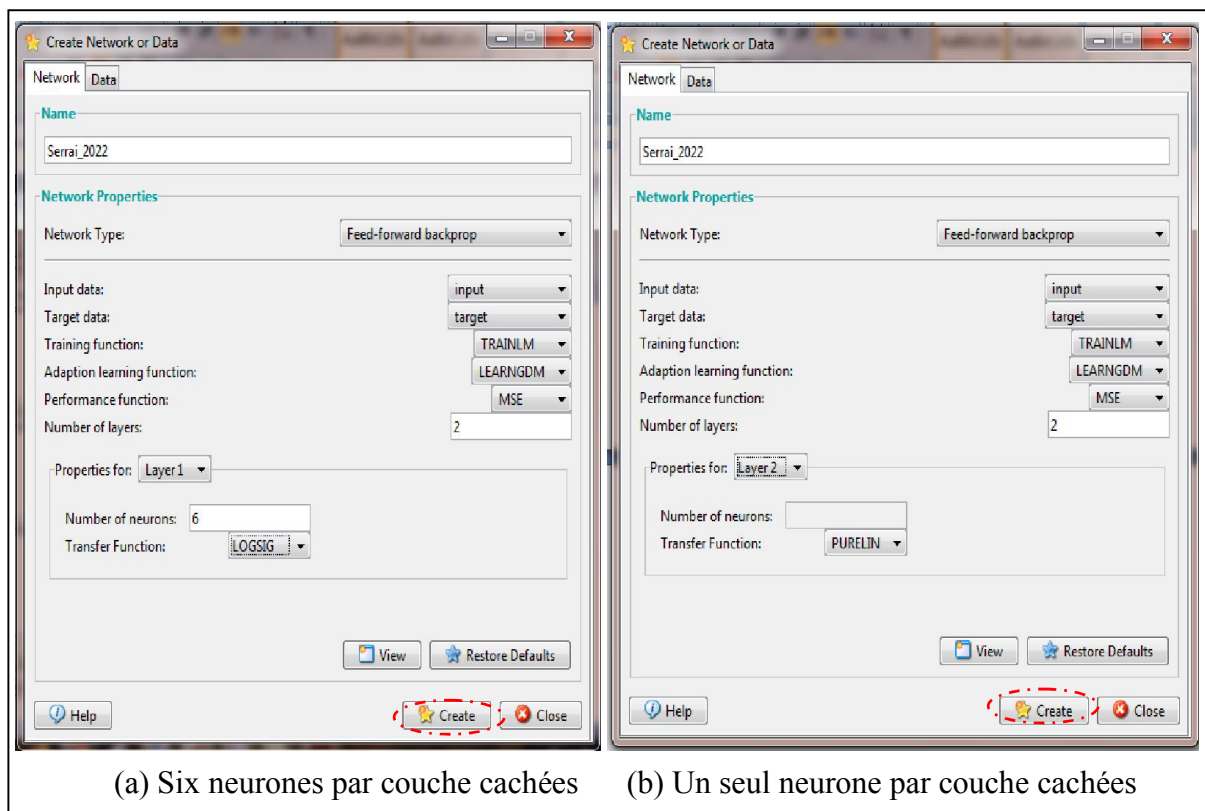 Create Network or Data
Network Data
Name
Serrai_2022
Network Properties
Network Type: Feed-forward backprop
Input data: input
Target data: target
Training function: TRAINLM
Adaption learning function: LEARNGDM
Performance function: MSE
Number of layers: 2
Properties for: Layer 1
Number of neurons: 6
Transfer Function: LOGSIG
View Restore Defaults
Help Create Close
(a) Six neurones par couche cachées
Create Network or Data
Network Data
Name
Serrai_2022
Network Properties
Network Type: Feed-forward backprop
Input data: input
Target data: target
Training function: TRAINLM
Adaption learning function: LEARNGDM
Performance function: MSE
Number of layers: 2
Properties for: Layer 2
Number of neurons:
Transfer Function: PURELIN
View Restore Defaults
Help Create Close
(b) Un seul neurone par couche cachées